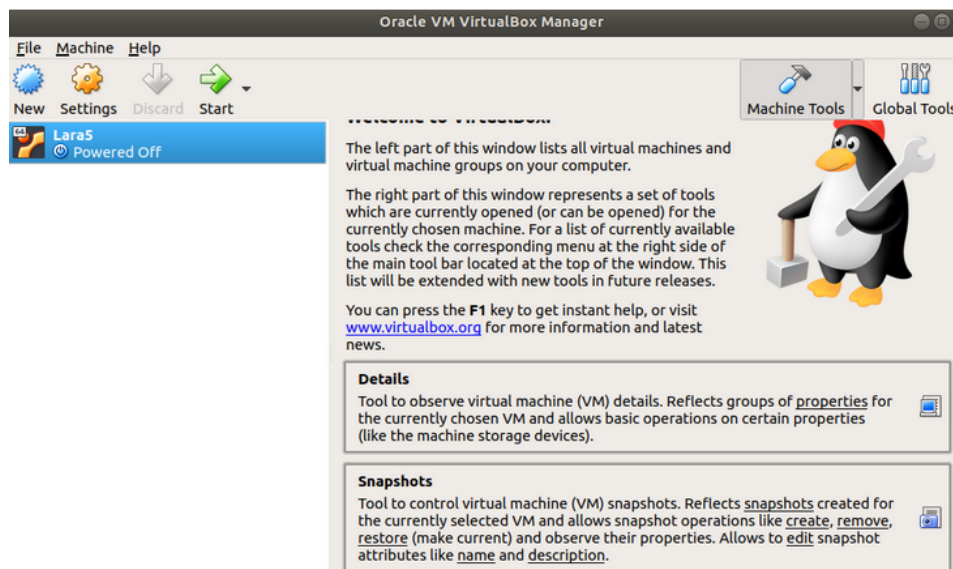 Oracle VM VirtualBox Manager
File Machine Help
New Settings Discard Start Machine Tools Global Tools
64
Lara5
Powered Off
Welcome to VirtualBox!
The left part of this window lists all virtual machines and
virtual machine groups on your computer.
The right part of this window represents a set of tools
which are currently opened (or can be opened) for the
currently chosen machine. For a list of currently available
tools check the corresponding menu at the right side of
the main tool bar located at the top of the window. This
list will be extended with new tools in future releases.
You can press the F1 key to get instant help, or visit
www.virtualbox.org for more information and latest
news.
Details
Tool to observe virtual machine (VM) details. Reflects groups of properties for
the currently chosen VM and allows basic operations on certain properties
(like the machine storage devices).
Snapshots
Tool to control virtual machine (VM) snapshots. Reflects snapshots created for
the currently selected VM and allows snapshot operations like create, remove,
restore (make current) and observe their properties. Allows to edit snapshot
attributes like name and description.